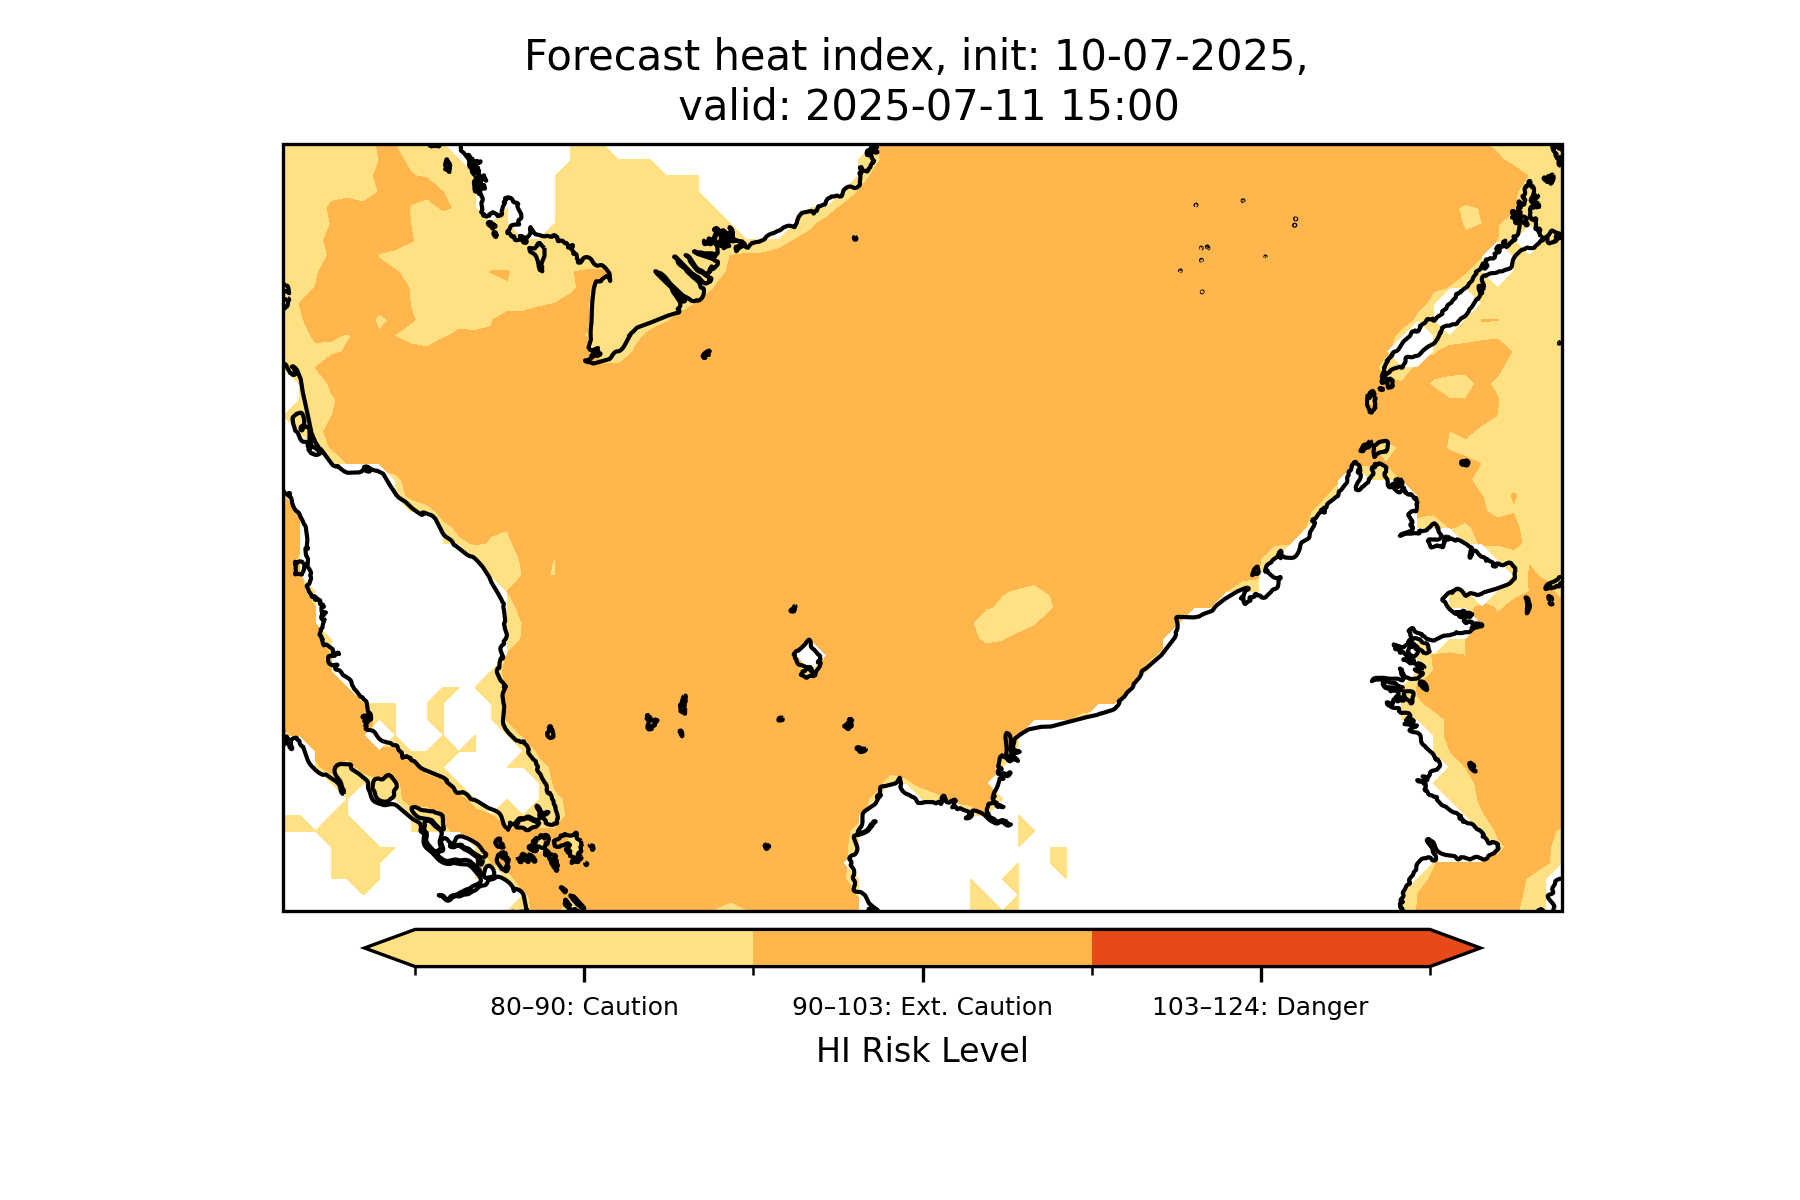 Forecast heat index, init: 10-07-2025,
valid: 2025-07-11 15:00
80–90: Caution
90–103: Ext. Caution
103–124: Danger
HI Risk Level